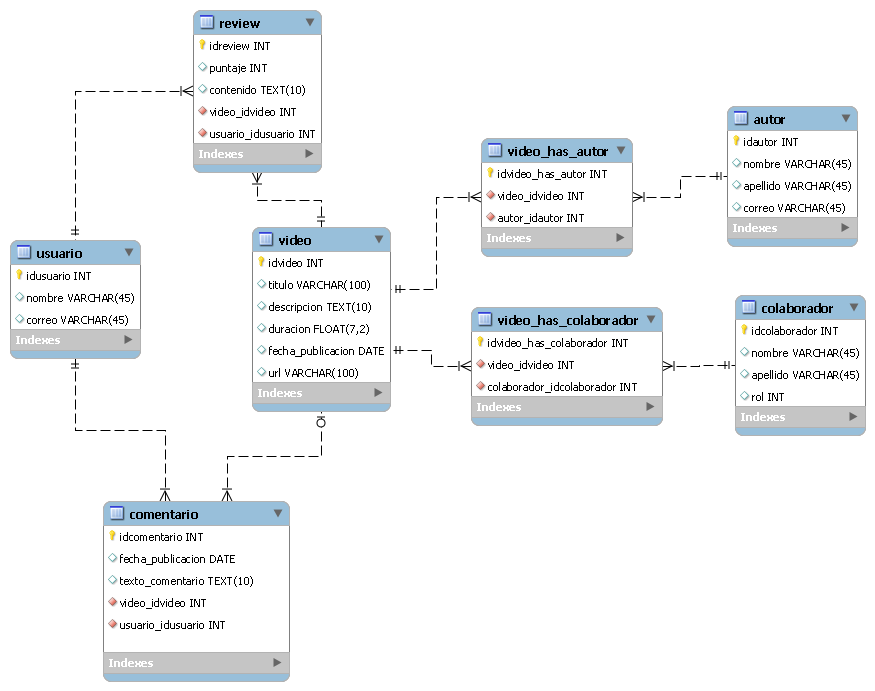 review
idreview INT
puntaje INT
contenido TEXT(10)
video_idvideo INT
usuario_idusuario INT
Indexes
usuario
idusuario INT
nombre VARCHAR(45)
correo VARCHAR(45)
Indexes
video
idvideo INT
titulo VARCHAR(100)
descripcion TEXT(10)
duracion FLOAT(7,2)
fecha_publicacion DATE
url VARCHAR(100)
Indexes
video_has_autor
idvideo_has_autor INT
video_idvideo INT
autor_idautor INT
Indexes
autor
idautor INT
nombre VARCHAR(45)
apellido VARCHAR(45)
correo VARCHAR(45)
Indexes
video_has_colaborador
idvideo_has_colaborador INT
video_idvideo INT
colaborador_idcolaborador INT
Indexes
colaborador
idcolaborador INT
nombre VARCHAR(45)
apellido VARCHAR(45)
rol INT
Indexes
comentario
idcomentario INT
fecha_publicacion DATE
texto_comentario TEXT(10)
video_idvideo INT
usuario_idusuario INT
Indexes